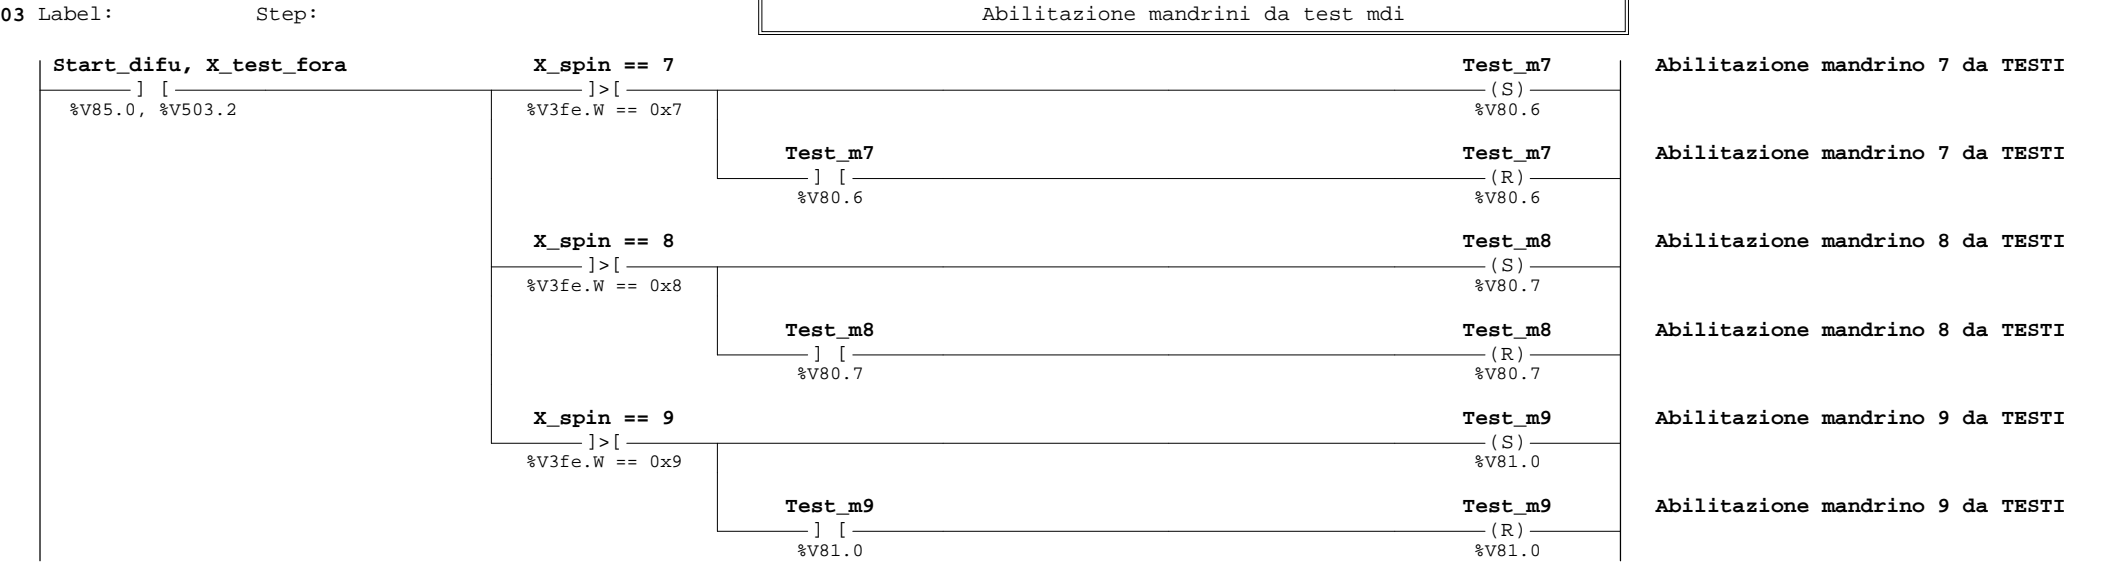 03 Label: Step: Abilitazione mandrini da test mdi
Start_difu, X_test_fora X_spin == 7 Test_m7 Abilitazione mandrino 7 da TESTI
] [ ]>[ (S)
%V85.0, %V503.2 %V3fe.W == 0x7 %V80.6
Test_m7 Test_m7 Abilitazione mandrino 7 da TESTI
] [ (R)
%V80.6 %V80.6
X_spin == 8 Test_m8 Abilitazione mandrino 8 da TESTI
]>[ (S)
%V3fe.W == 0x8 %V80.7
Test_m8 Test_m8 Abilitazione mandrino 8 da TESTI
] [ (R)
%V80.7 %V80.7
X_spin == 9 Test_m9 Abilitazione mandrino 9 da TESTI
]>[ (S)
%V3fe.W == 0x9 %V81.0
Test_m9 Test_m9 Abilitazione mandrino 9 da TESTI
] [ (R)
%V81.0 %V81.0